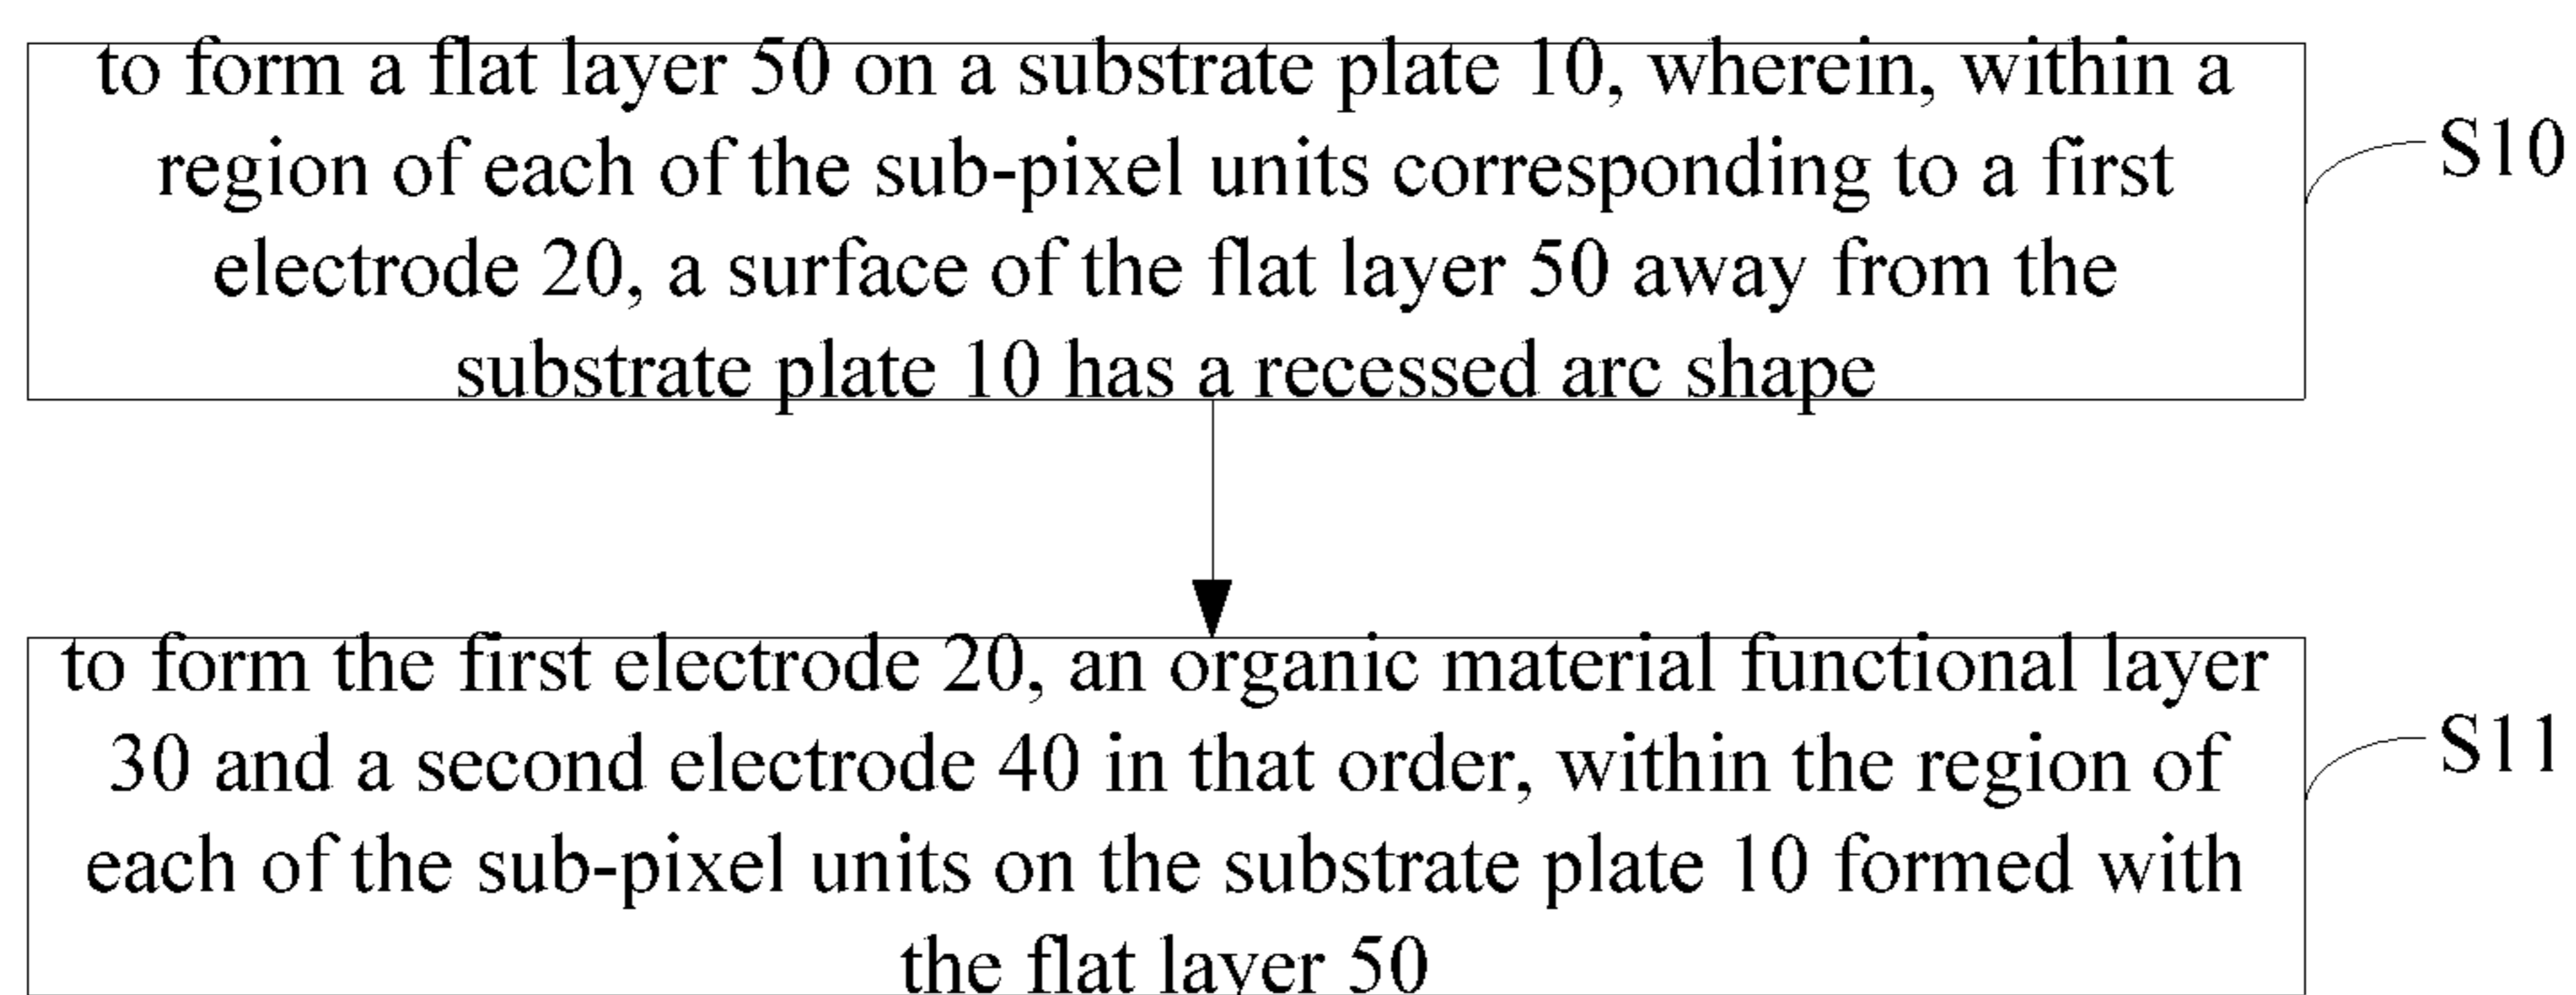 to form a flat layer 50 on a substrate plate 10, wherein, within a
region of each of the sub-pixel units corresponding to a first
electrode 20, a surface of the flat layer 50 away from the
substrate plate 10 has a recessed arc shape
S10
to form the first electrode 20, an organic material functional layer
30 and a second electrode 40 in that order, within the region of
each of the sub-pixel units on the substrate plate 10 formed with
the flat layer 50
S11